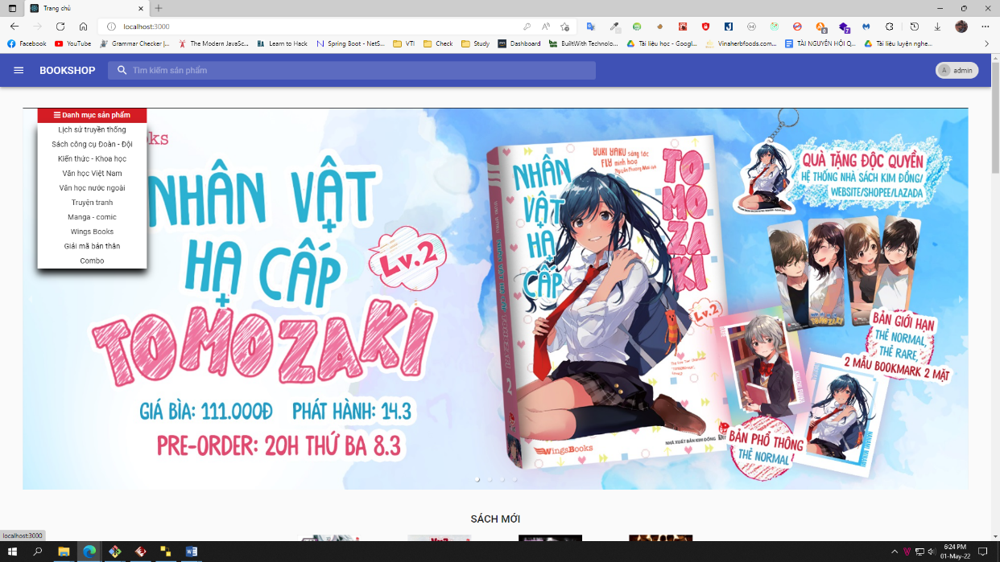 Trang chủ
localhost:3000
Facebook
YouTube
Grammar Checker |...
The Modern JavaSc...
Learn to Hack
Spring Boot - NetS...
VTI
Check
Study
Dashboard
BuiltWith Technolo...
Tài liệu học - Googl...
Vinaherbfoods.com...
TÀI NGUYÊN HỘI Q...
Tài liệu luyện nghe...
BOOKSHOP
Tìm kiếm sản phẩm
A admin
Danh mục sản phẩm
Lịch sử truyền thống
Sách công cụ Đoàn - Đội
Kiến thức - Khoa học
Văn học Việt Nam
Văn học nước ngoài
Truyện tranh
Manga - comic
Wings Books
Giải mã bản thân
Combo
NHÂN VẬT
HẠ CẤP
Lv.2
TOMOZAKI
GIÁ BÌA: 111.000Đ PHÁT HÀNH: 14.3
PRE-ORDER: 20H THỨ BA 8.3
YUKI YAKU sáng tác
FLY minh họa
NHÂN
VẬT
HẠ
CẤP
TO
MO
ZA
KI
Lv.2
2
WingsBooks
NHÀ XUẤT BẢN KIM ĐỒNG
QUÀ TẶNG ĐỘC QUYỀN
HỆ THỐNG NHÀ SÁCH KIM ĐỒNG/
WEBSITE/SHOPEE/LAZADA
BẢN GIỚI HẠN
THẺ NORMAL,
THẺ RARE,
2 MẪU BOOKMARK 2 MẶT
BẢN PHỔ THÔNG
THẺ NORMAL
SÁCH MỚI
localhost:3000
6:24 PM
01-May-22